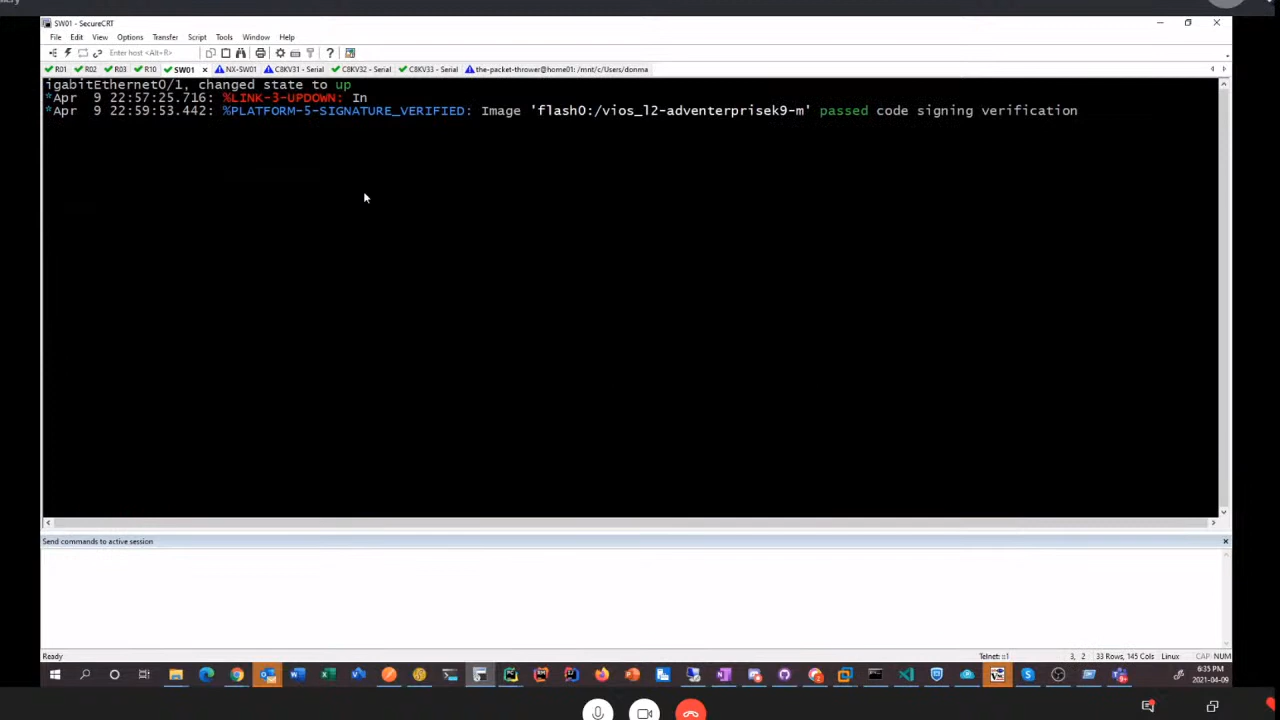 SW01 - SecureCRT
File Edit View Options Transfer Script Tools Window Help
Enter host <Alt+R>
R01 R02 R03 R10 SW01 NX-SW01 C8KV31 - Serial C8KV32 - Serial C8KV33 - Serial the-packet-thrower@home01: /mnt/c/Users/donma
igabitEthernet0/1, changed state to up
*Apr  9 22:57:25.716: %LINK-3-UPDOWN: In
*Apr  9 22:59:53.442: %PLATFORM-5-SIGNATURE_VERIFIED: Image 'flash0:/vios_l2-adventerprisek9-m' passed code signing verification
Send commands to active session
Ready Telnet: ::1 3, 2 33 Rows, 145 Cols Linux CAP NUM
6:35 PM
2021-04-09